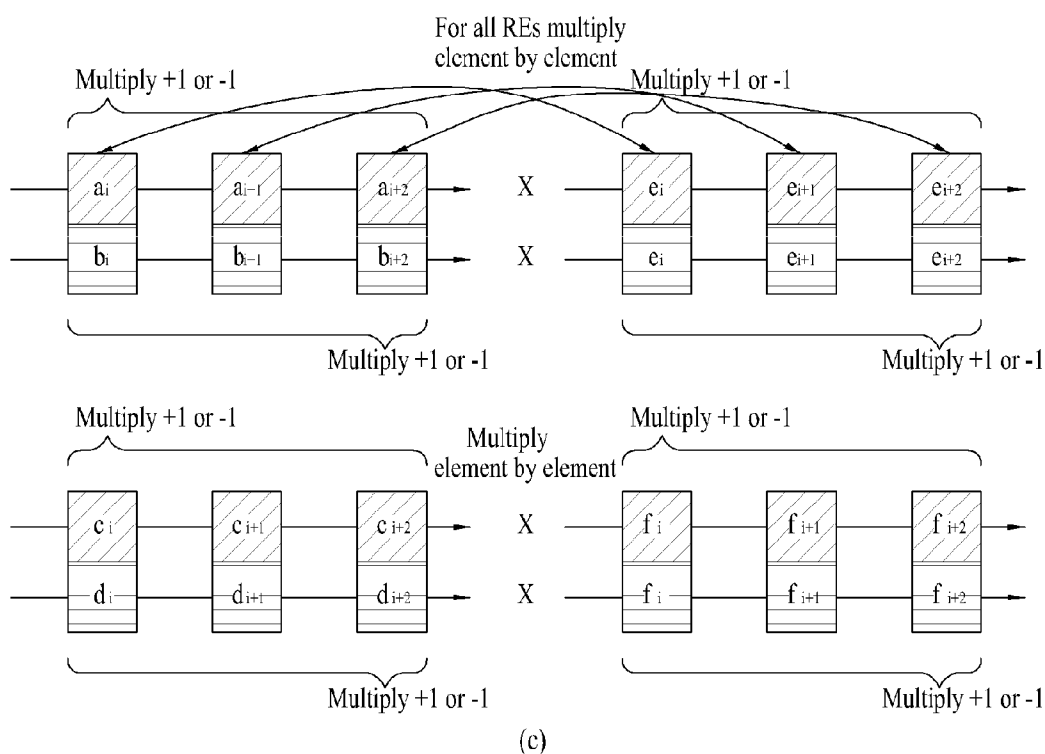 For all REs multiply
element by element
Multiply +1 or -1
Multiply +1 or -1
ai ai-1 ai+2 X ei ei+1 ei+2
bi bi-1 bi+2 X ei ei+1 ei+2
Multiply +1 or -1
Multiply +1 or -1
Multiply +1 or -1
Multiply +1 or -1
Multiply
element by element
ci ci+1 ci+2 X fi fi+1 fi+2
di di+1 di+2 X fi fi+1 fi+2
Multiply +1 or -1
Multiply +1 or -1
(c)